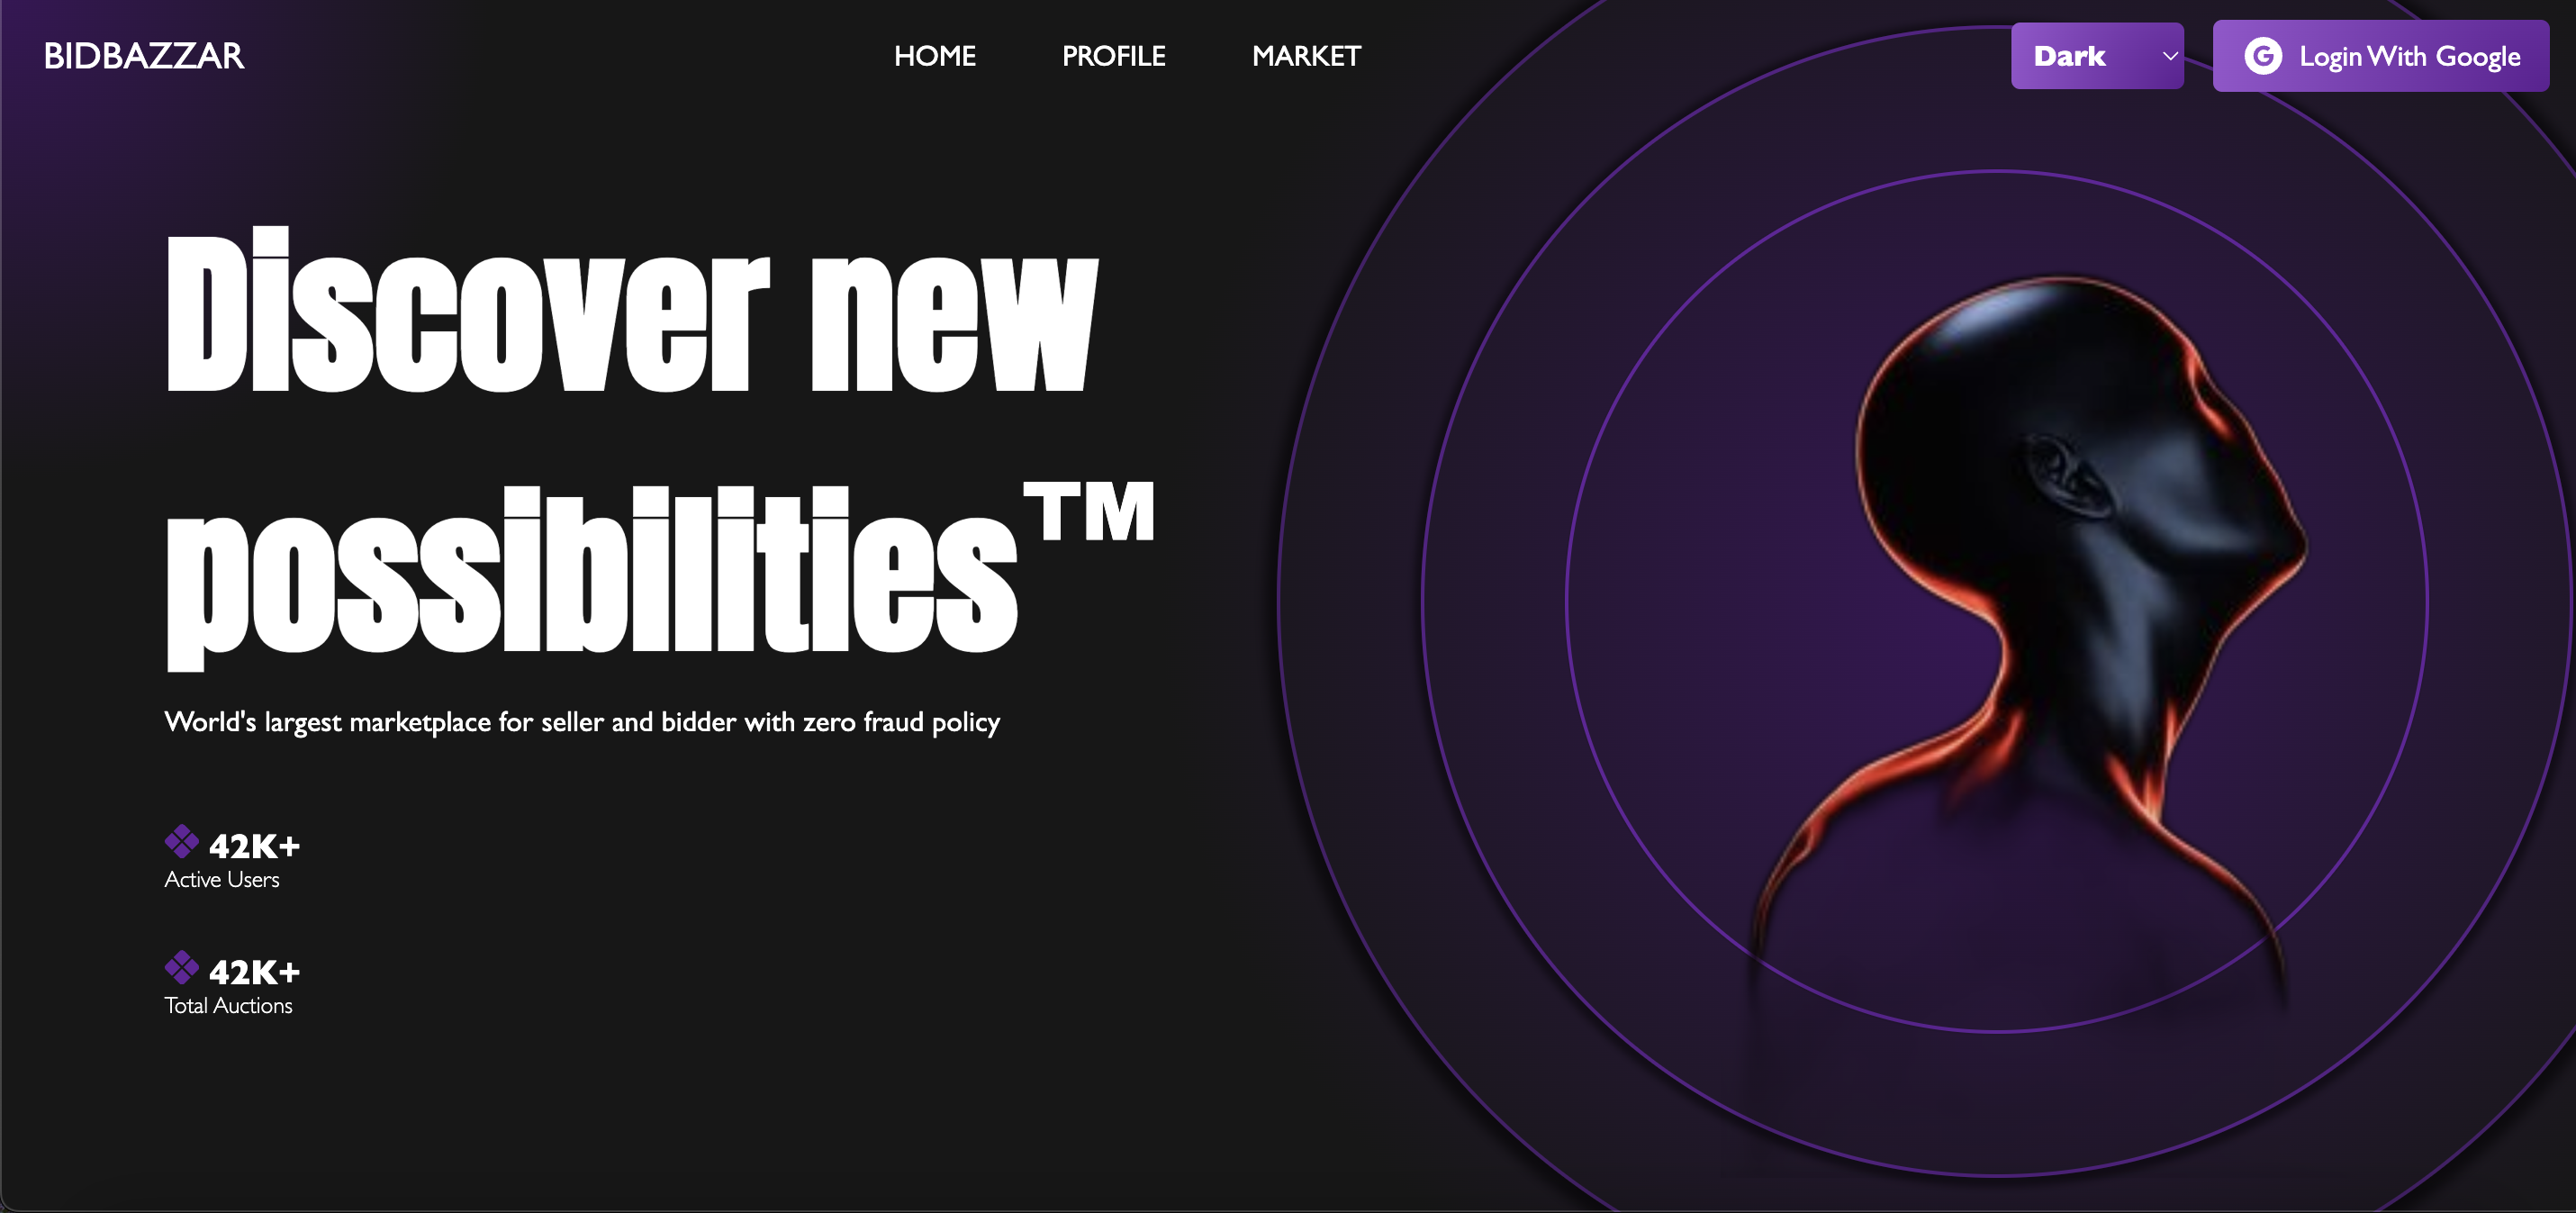 BIDBAZZAR
HOME PROFILE MARKET
Dark
G Login With Google
Discover new
possibilities™
World's largest marketplace for seller and bidder with zero fraud policy
42K+
Active Users
42K+
Total Auctions